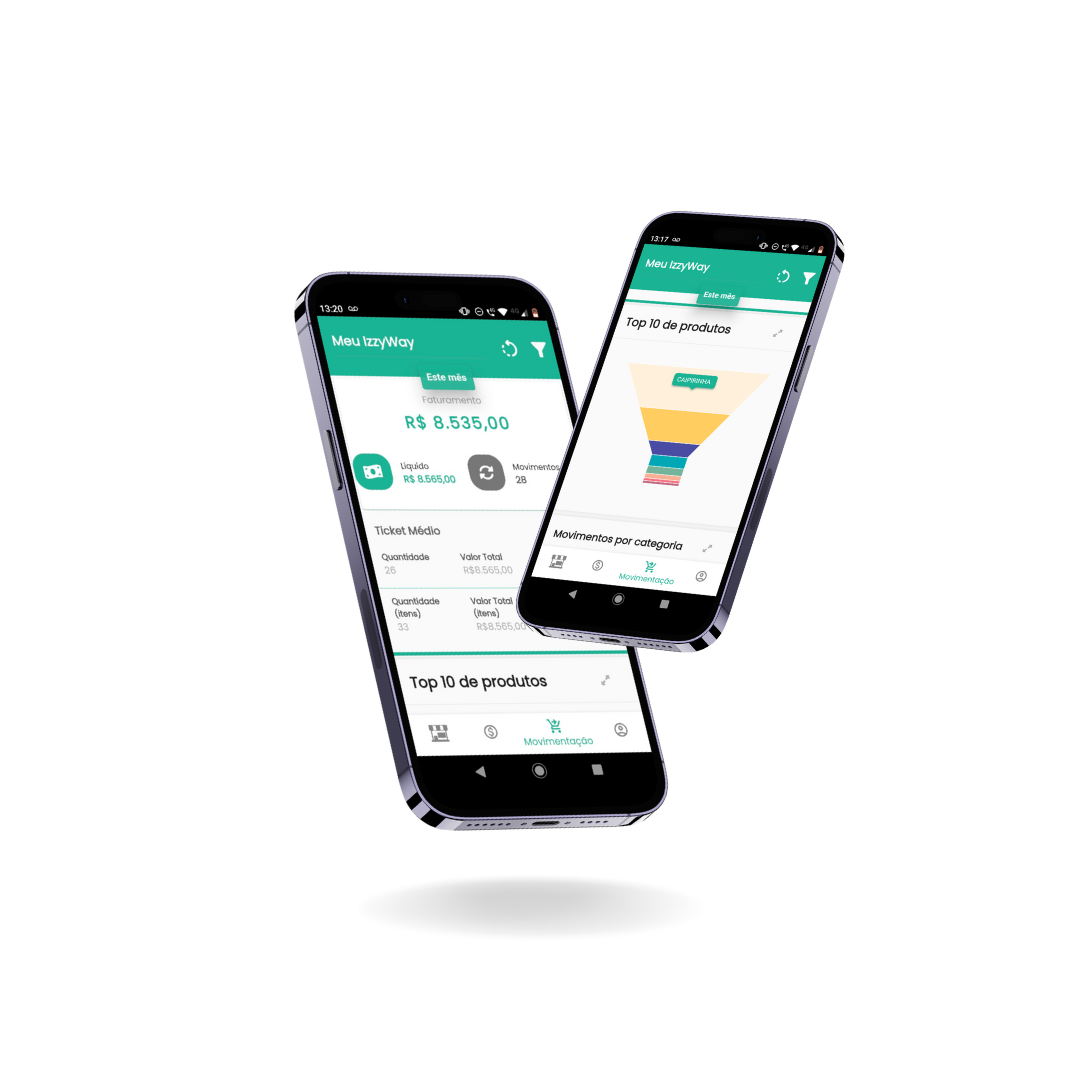 13:20
Meu IzzyWay
Este mês
Faturamento
R$ 8.535,00
Líquido
R$ 8.565,00
Movimentos
28
Ticket Médio
Quantidade
26
Valor Total
R$8.565,00
Quantidade
(itens)
33
Valor Total
(itens)
R$8.565,00
Top 10 de produtos
Movimentação
13:17
4G
Meu IzzyWay
Este mês
Top 10 de produtos
CAIPIRINHA
Movimentos por categoria
Movimentação